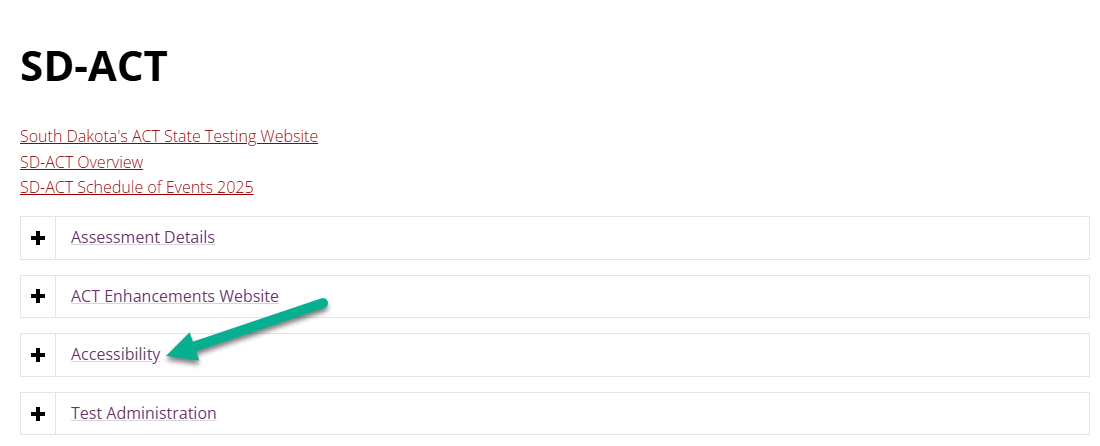 SD-ACT
South Dakota's ACT State Testing Website
SD-ACT Overview
SD-ACT Schedule of Events 2025
Assessment Details
ACT Enhancements Website
Accessibility
Test Administration